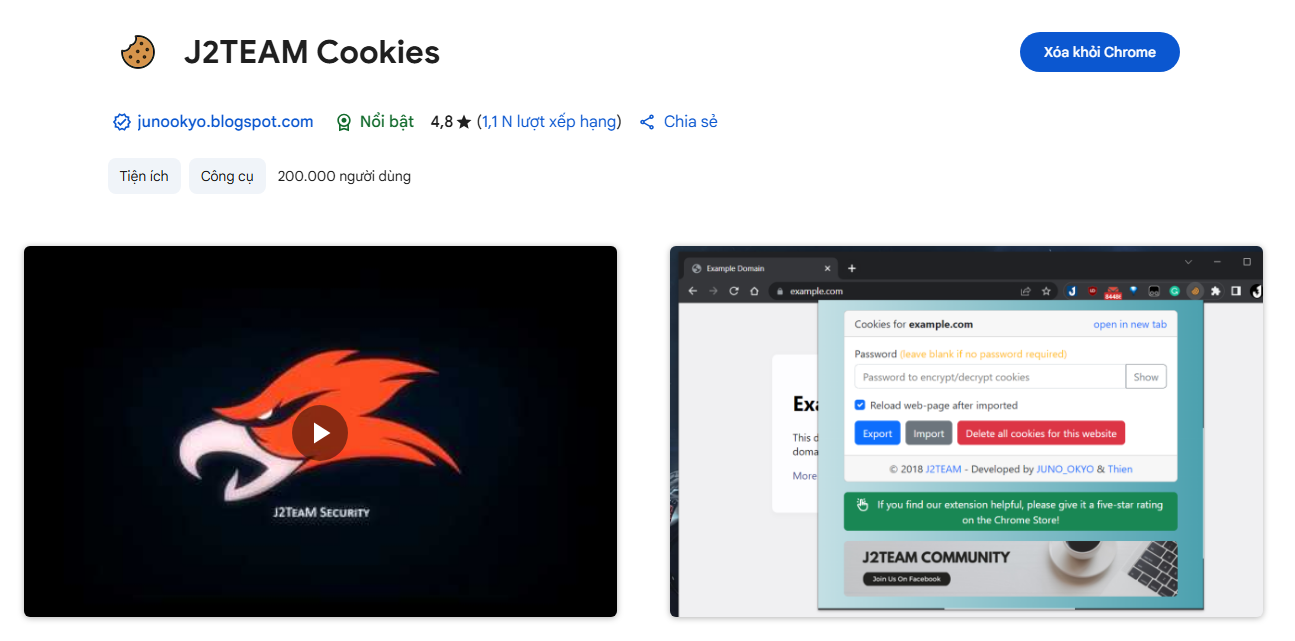 J2TEAM Cookies
Xóa khỏi Chrome
junookyo.blogspot.com
Nổi bật
4,8 ★ (1,1 N lượt xếp hạng)
Chia sẻ
Tiện ích
Công cụ
200.000 người dùng
J2TEAM SECURITY
Example Domain
example.com
Cookies for example.com
open in new tab
Password (leave blank if no password required)
Password to encrypt/decrypt cookies
Show
Reload web-page after imported
Export
Import
Delete all cookies for this website
© 2018 J2TEAM - Developed by JUNO_OKYO & Thien
If you find our extension helpful, please give it a five-star rating
on the Chrome Store!
J2TEAM COMMUNITY
Join Us On Facebook
Exa
This d
doma
More